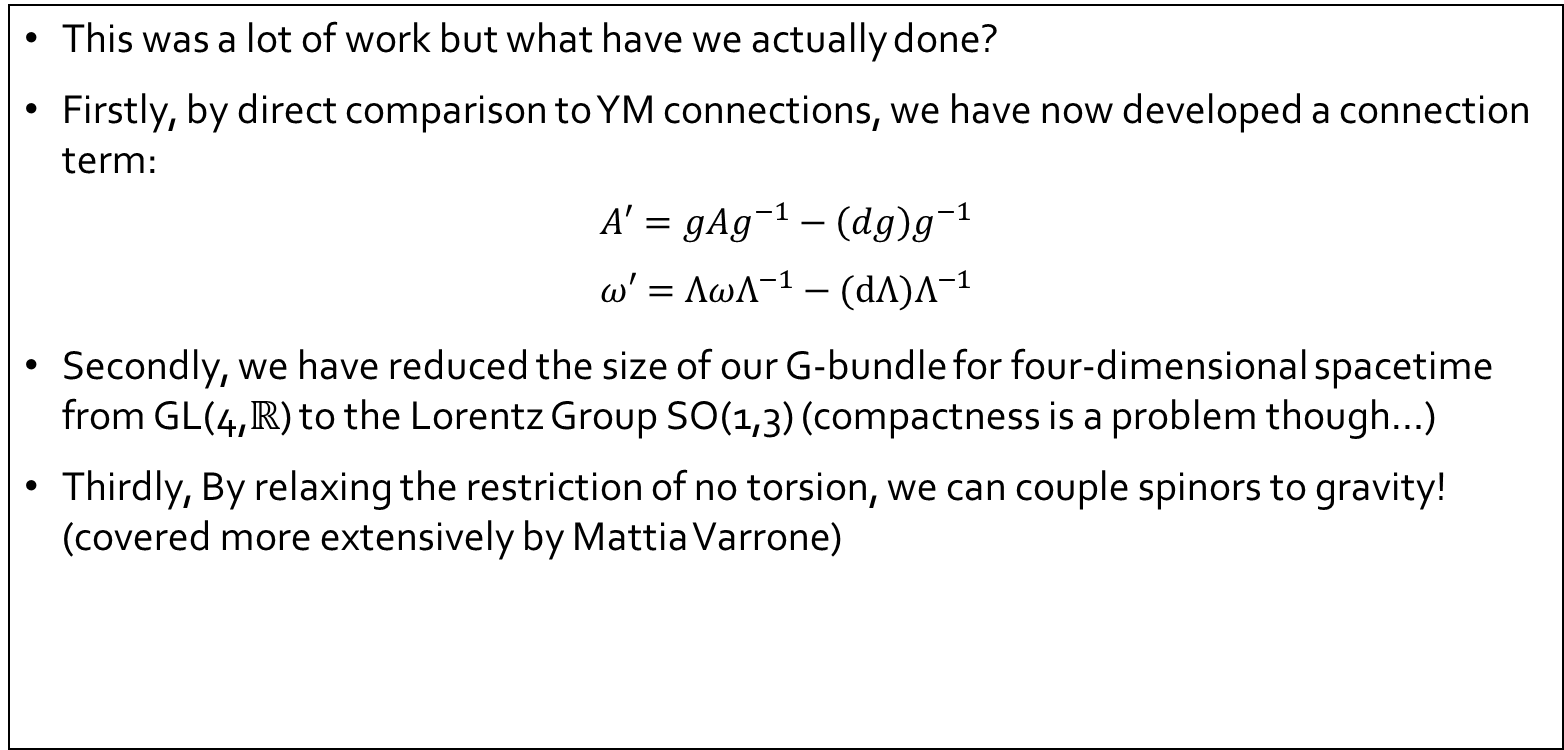 • This was a lot of work but what have we actually done?
• Firstly, by direct comparison to YM connections, we have now developed a connection
term:
A′ = gAg⁻¹ − (dg)g⁻¹
ω′ = ΛωΛ⁻¹ − (dΛ)Λ⁻¹
• Secondly, we have reduced the size of our G-bundle for four-dimensional spacetime
from GL(4,ℝ) to the Lorentz Group SO(1,3) (compactness is a problem though...)
• Thirdly, By relaxing the restriction of no torsion, we can couple spinors to gravity!
(covered more extensively by Mattia Varrone)